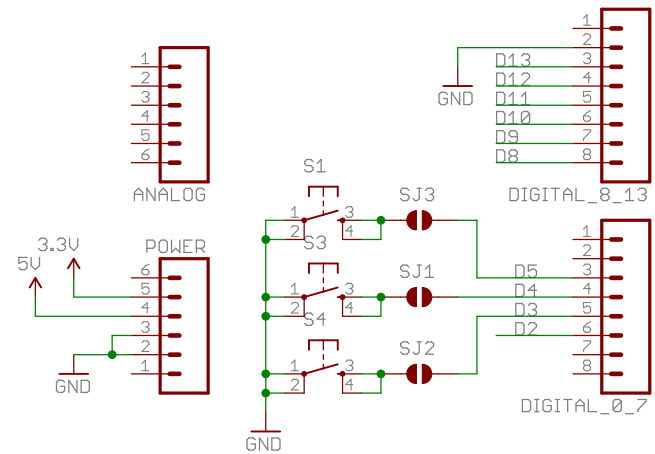 1
2
3
4
5
6
ANALOG
1
2
GND
D13 3
D12 4
D11 5
D10 6
D9 7
D8 8
DIGITAL_8_13
S1
1 3
2 4
SJ3
S3
1 3
2 4
SJ1
S4
1 3
2 4
SJ2
GND
3.3V
5V
POWER
6
5
4
3
2
1
GND
1
2
D5 3
D4 4
D3 5
D2 6
7
8
DIGITAL_0_7